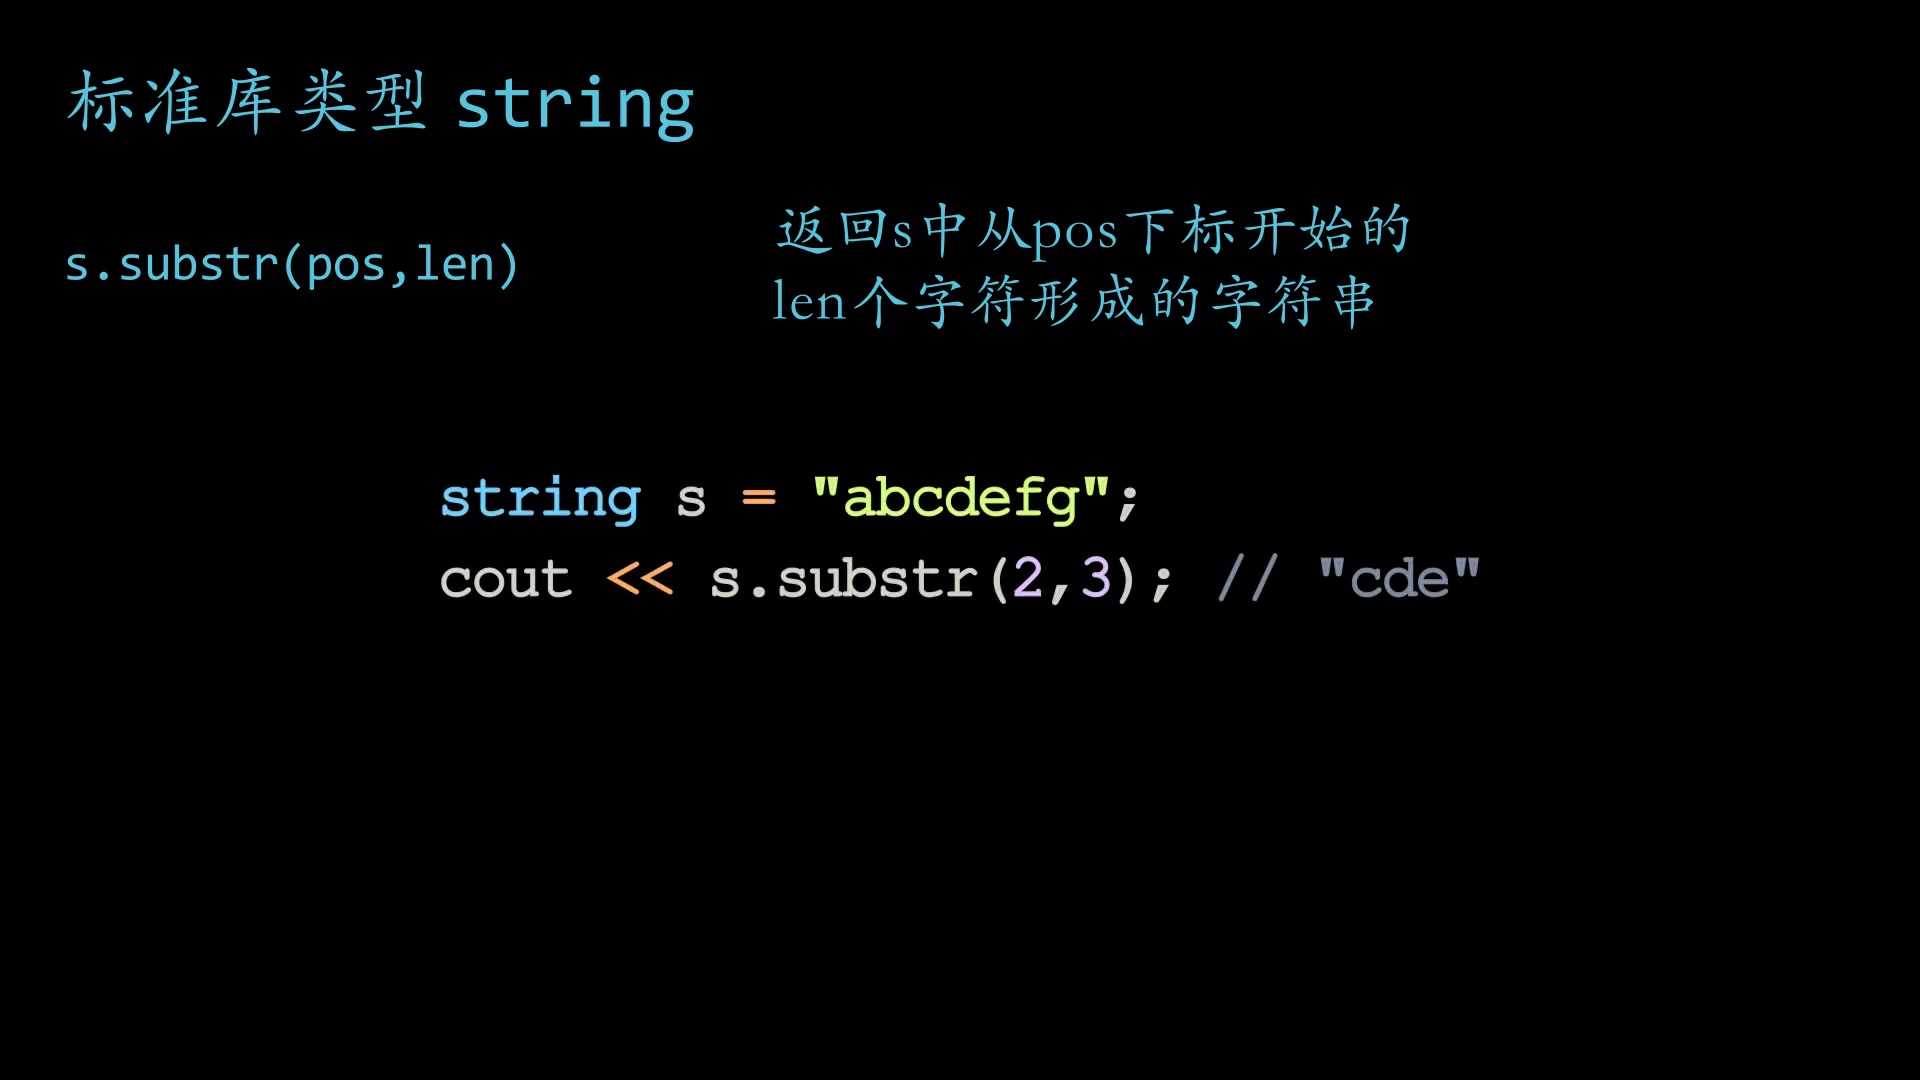 标准库类型 string
s.substr(pos,len)
返回s中从pos下标开始的
len个字符形成的字符串
string s = "abcdefg";
cout << s.substr(2,3); // "cde"